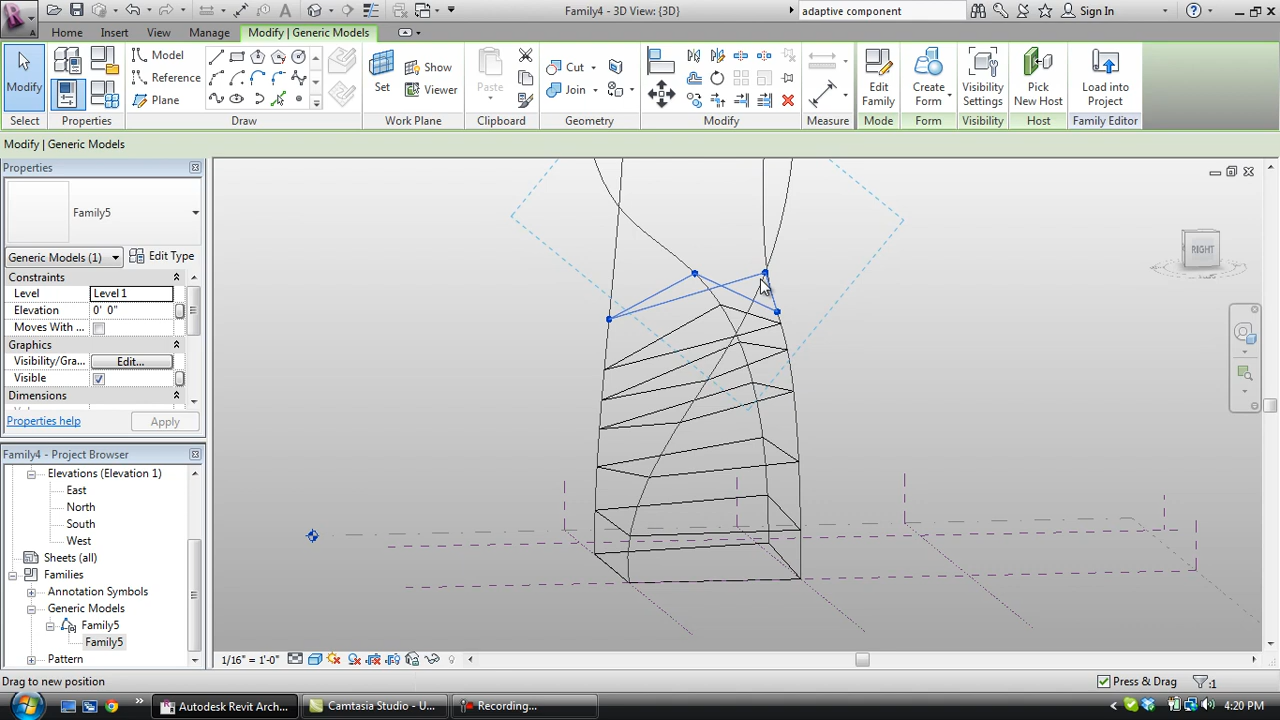 Family4 - 3D View: {3D}
adaptive component
Sign In
Home
Insert
View
Manage
Modify | Generic Models
Modify
Model
Reference
Plane
Set
Show
Viewer
Paste
Cut
Join
Edit Family
Create Form
Visibility Settings
Pick New Host
Load into Project
Select
Properties
Draw
Work Plane
Clipboard
Geometry
Modify
Measure
Mode
Form
Visibility
Host
Family Editor
Modify | Generic Models
Properties
Family5
Generic Models (1)
Edit Type
Constraints
Level
Level 1
Elevation
0' 0"
Moves With
Graphics
Visibility/Gra...
Edit...
Visible
Dimensions
Properties help
Apply
RIGHT
Family4 - Project Browser
Elevations (Elevation 1)
East
North
South
West
Sheets (all)
Families
Annotation Symbols
Generic Models
Family5
Family5
Pattern
1/16" = 1'-0"
Drag to new position
Press & Drag
:1
Autodesk Revit Arch...
Camtasia Studio - U...
Recording...
4:20 PM